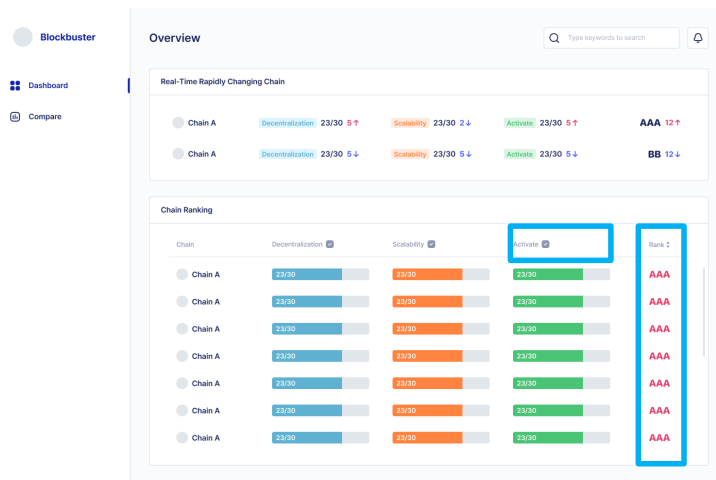 Blockbuster
Overview
Type keywords to search
Dashboard
Compare
Real-Time Rapidly Changing Chain
Chain A Decentralization 23/30 5↑ Scalability 23/30 2↓ Activate 23/30 5↑ AAA 12↑
Chain A Decentralization 23/30 5↓ Scalability 23/30 5↓ Activate 23/30 5↓ BB 12↓
Chain Ranking
Chain Decentralization Scalability Activate Rank
Chain A 23/30 23/30 23/30 AAA
Chain A 23/30 23/30 23/30 AAA
Chain A 23/30 23/30 23/30 AAA
Chain A 23/30 23/30 23/30 AAA
Chain A 23/30 23/30 23/30 AAA
Chain A 23/30 23/30 23/30 AAA
Chain A 23/30 23/30 23/30 AAA